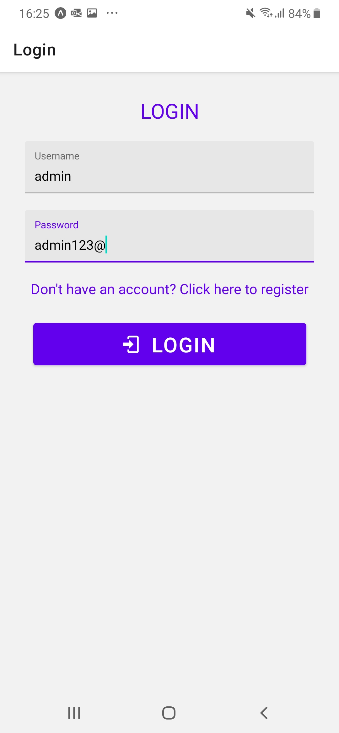 16:25 84%
Login
LOGIN
Username
admin
Password
admin123@
Don't have an account? Click here to register
LOGIN